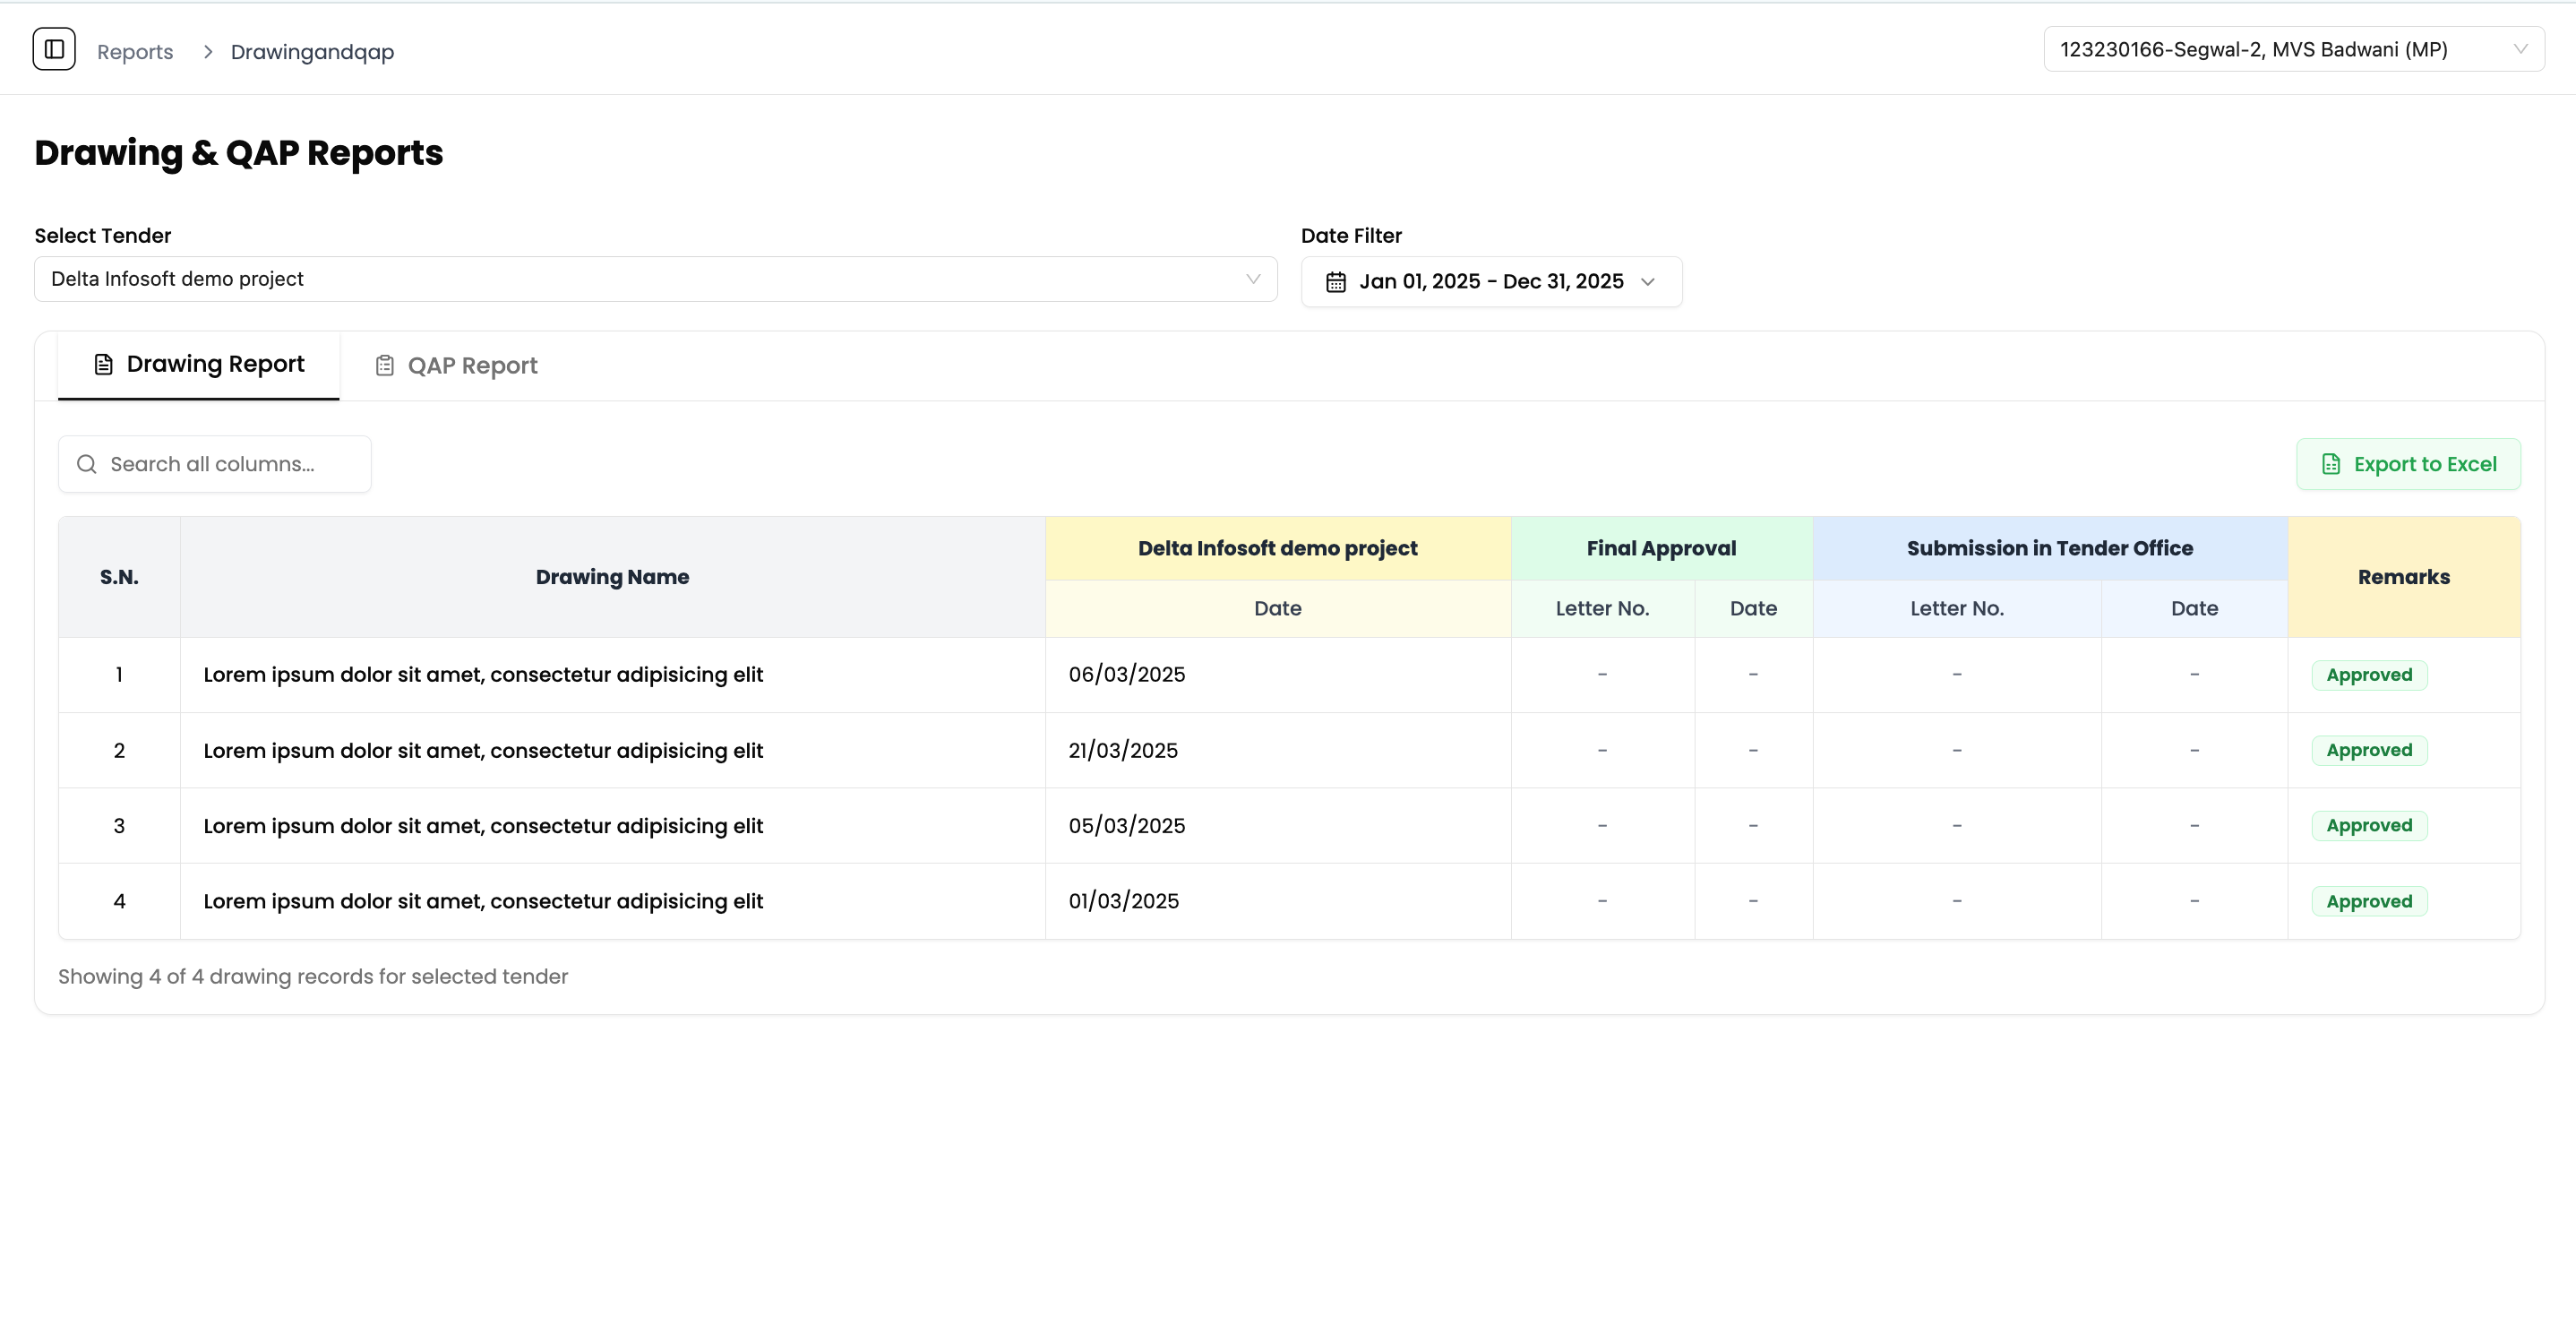 Reports > Drawingandqap
123230166-Segwal-2, MVS Badwani (MP)
Drawing & QAP Reports
Select Tender
Date Filter
Delta Infosoft demo project
Jan 01, 2025 - Dec 31, 2025
Drawing Report
QAP Report
Search all columns...
Export to Excel
S.N. Drawing Name Delta Infosoft demo project Final Approval Submission in Tender Office Remarks
Date Letter No. Date Letter No. Date
1 Lorem ipsum dolor sit amet, consectetur adipisicing elit 06/03/2025 - - - - Approved
2 Lorem ipsum dolor sit amet, consectetur adipisicing elit 21/03/2025 - - - - Approved
3 Lorem ipsum dolor sit amet, consectetur adipisicing elit 05/03/2025 - - - - Approved
4 Lorem ipsum dolor sit amet, consectetur adipisicing elit 01/03/2025 - - - - Approved
Showing 4 of 4 drawing records for selected tender